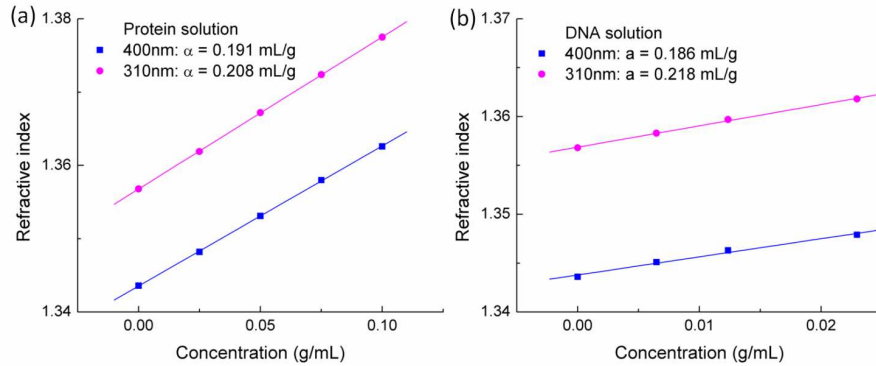 (a)
Protein solution
400nm: α = 0.191 mL/g
310nm: α = 0.208 mL/g
1.38
1.36
1.34
Refractive index
0.00 0.05 0.10
Concentration (g/mL)
(b)
DNA solution
400nm: a = 0.186 mL/g
310nm: a = 0.218 mL/g
1.37
1.36
1.35
1.34
Refractive index
0.00 0.01 0.02
Concentration (g/mL)